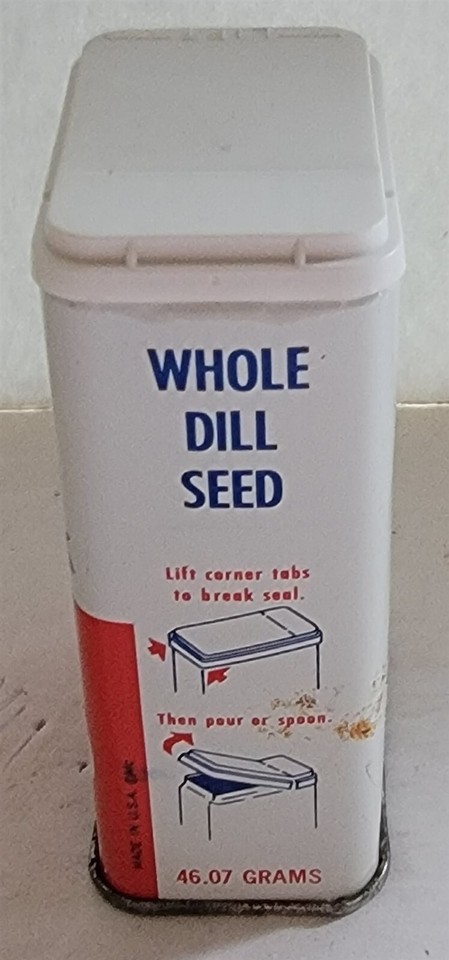 WHOLE
DILL
SEED
Lift corner tabs
to break seal.
Then pour or spoon.
MADE IN U.S.A.
46.07 GRAMS